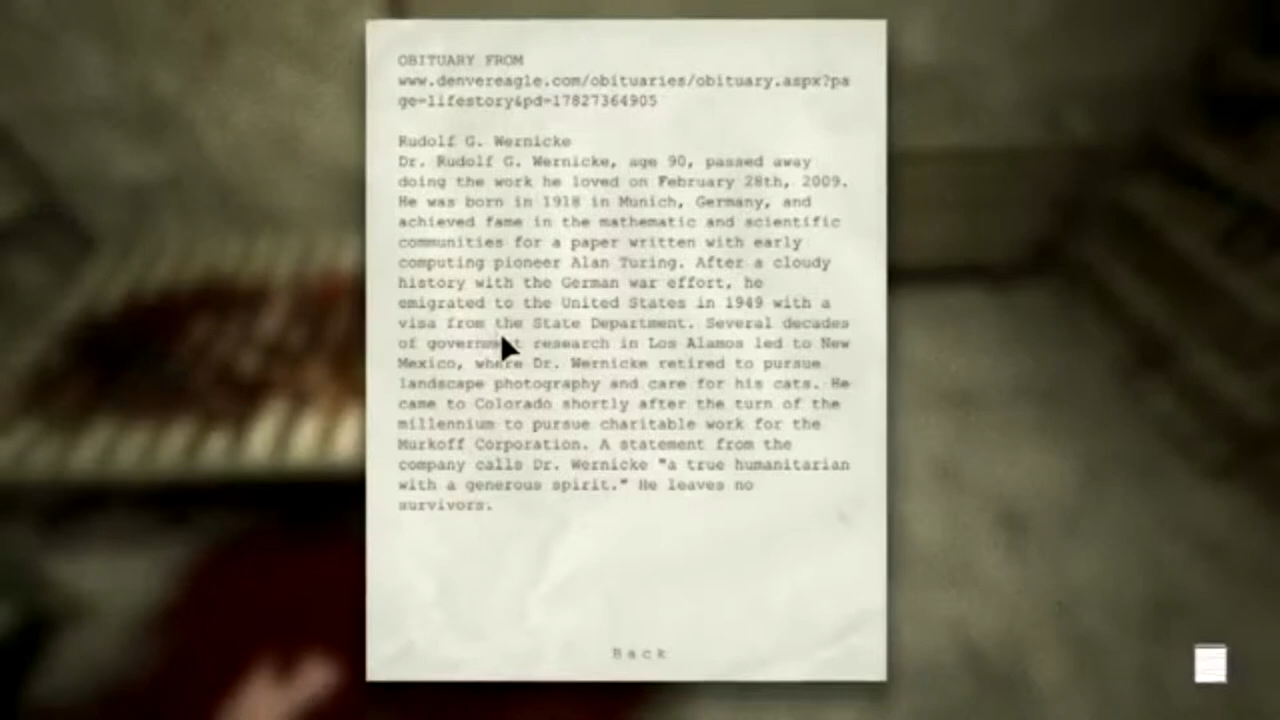 OBITUARY FROM
www.denvereagle.com/obituaries/obituary.aspx?pa
ge=lifestory&pd=17827364905
Rudolf G. Wernicke
Dr. Rudolf G. Wernicke, age 90, passed away
doing the work he loved on February 28th, 2009.
He was born in 1918 in Munich, Germany, and
achieved fame in the mathematic and scientific
communities for a paper written with early
computing pioneer Alan Turing. After a cloudy
history with the German war effort, he
emigrated to the United States in 1949 with a
visa from the State Department. Several decades
of government research in Los Alamos led to New
Mexico, where Dr. Wernicke retired to pursue
landscape photography and care for his cats. He
came to Colorado shortly after the turn of the
millennium to pursue charitable work for the
Murkoff Corporation. A statement from the
company calls Dr. Wernicke "a true humanitarian
with a generous spirit." He leaves no
survivors.
Back